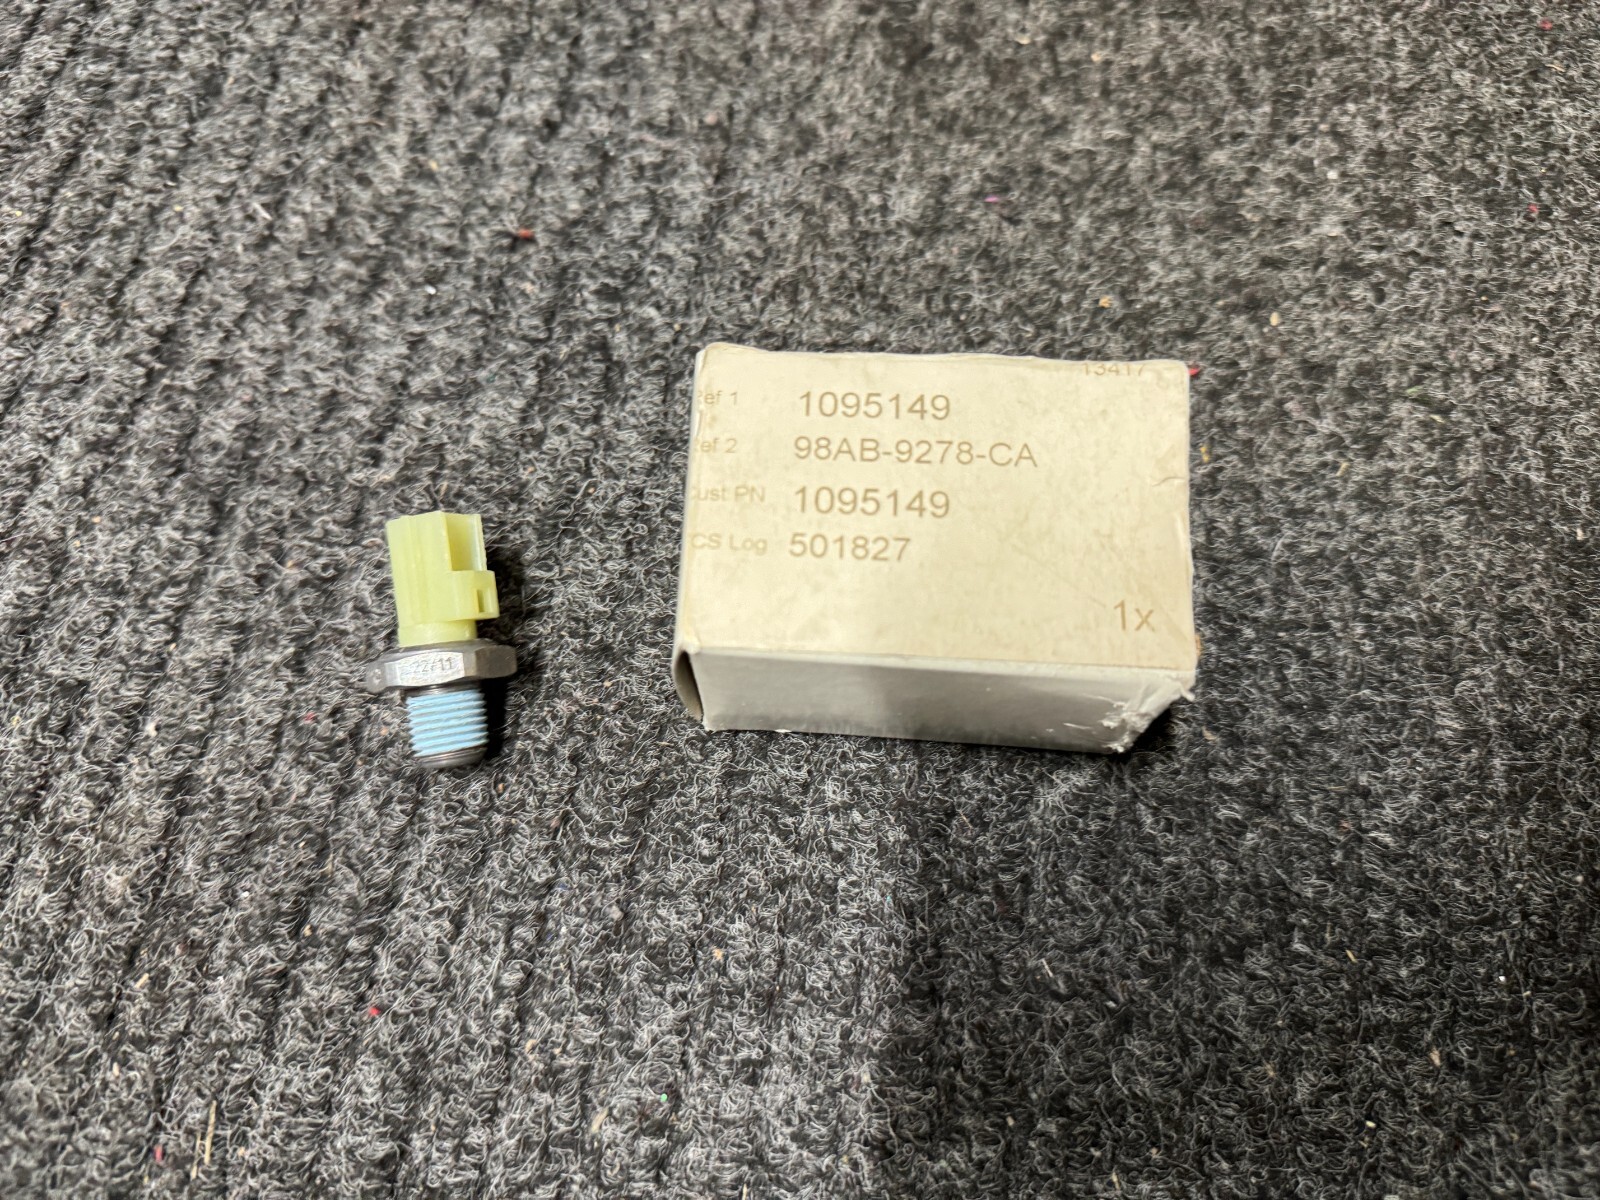 13417
ef 1 1095149
ef 2 98AB-9278-CA
ust PN 1095149
CS Log 501827
1x